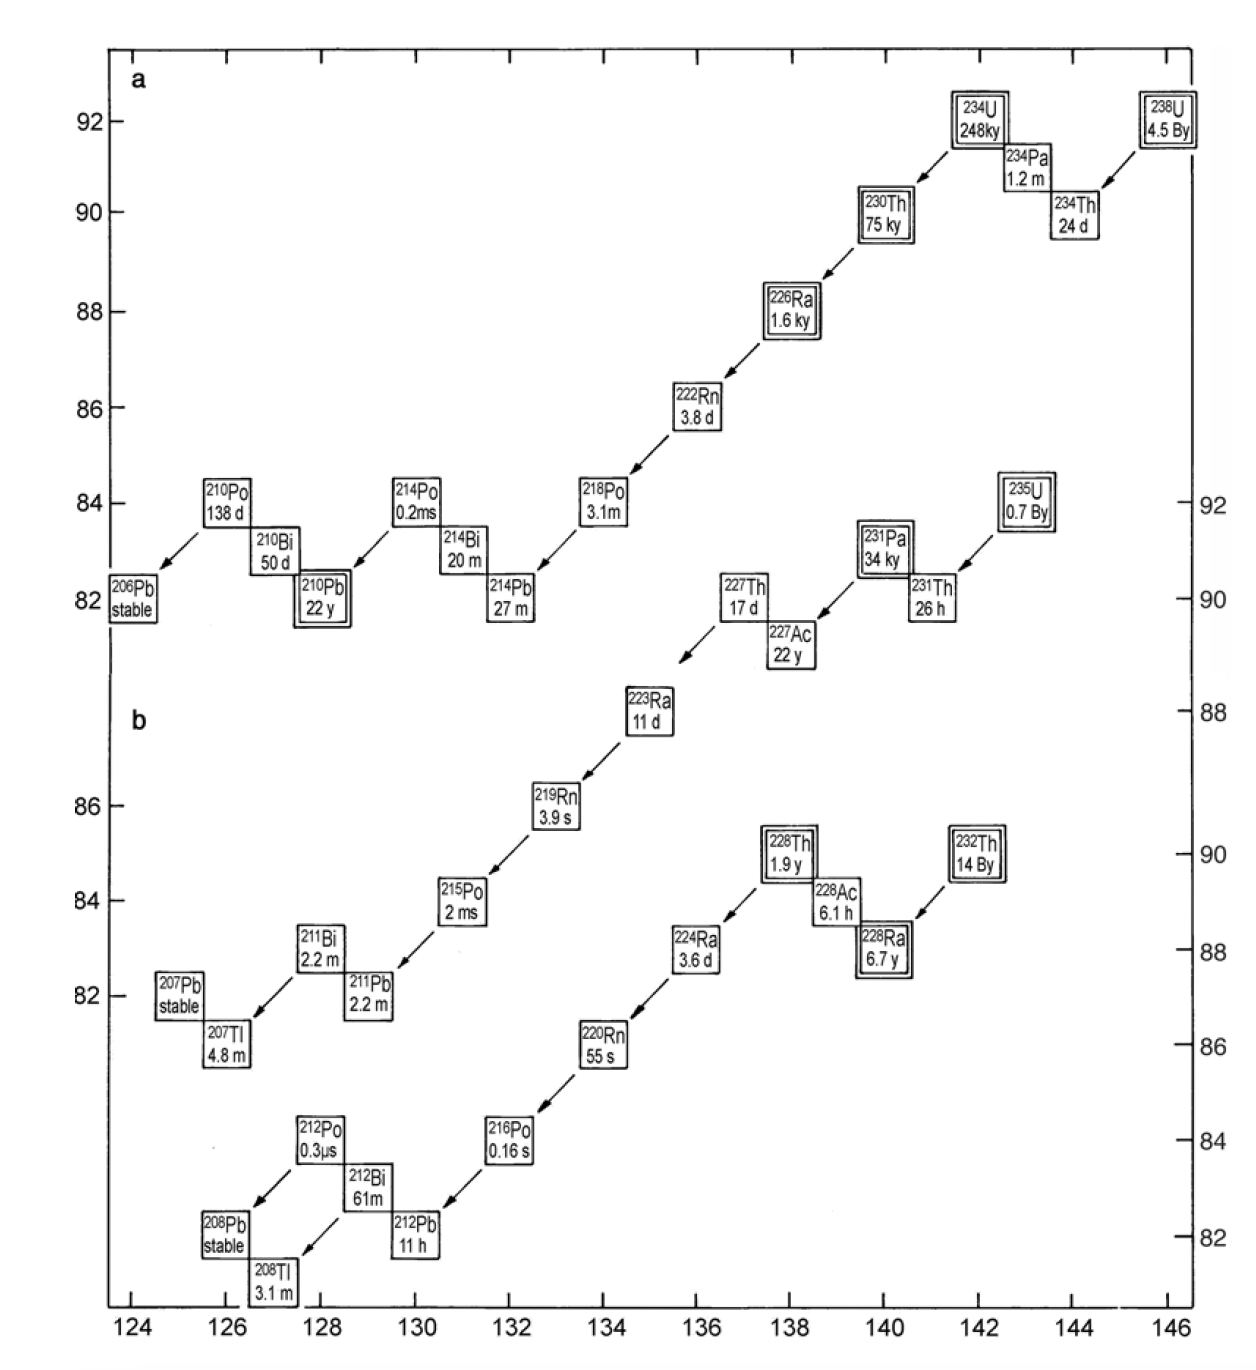 a
92
234U
248ky
238U
4.5 By
234Pa
1.2 m
90
230Th
75 ky
234Th
24 d
88
226Ra
1.6 ky
86
222Rn
3.8 d
84
210Po
138 d
214Po
0.2ms
218Po
3.1m
235U
0.7 By
92
210Bi
50 d
214Bi
20 m
231Pa
34 ky
82
206Pb
stable
210Pb
22 y
214Pb
27 m
227Th
17 d
231Th
26 h
90
227Ac
22 y
b
223Ra
11 d
88
86
219Rn
3.9 s
228Th
1.9 y
232Th
14 By
90
84
215Po
2 ms
228Ac
6.1 h
211Bi
2.2 m
224Ra
3.6 d
228Ra
6.7 y
88
82
207Pb
stable
211Pb
2.2 m
207Tl
4.8 m
220Rn
55 s
86
212Po
0.3µs
216Po
0.16 s
84
212Bi
61m
208Pb
stable
212Pb
11 h
82
208Tl
3.1 m
124 126 128 130 132 134 136 138 140 142 144 146